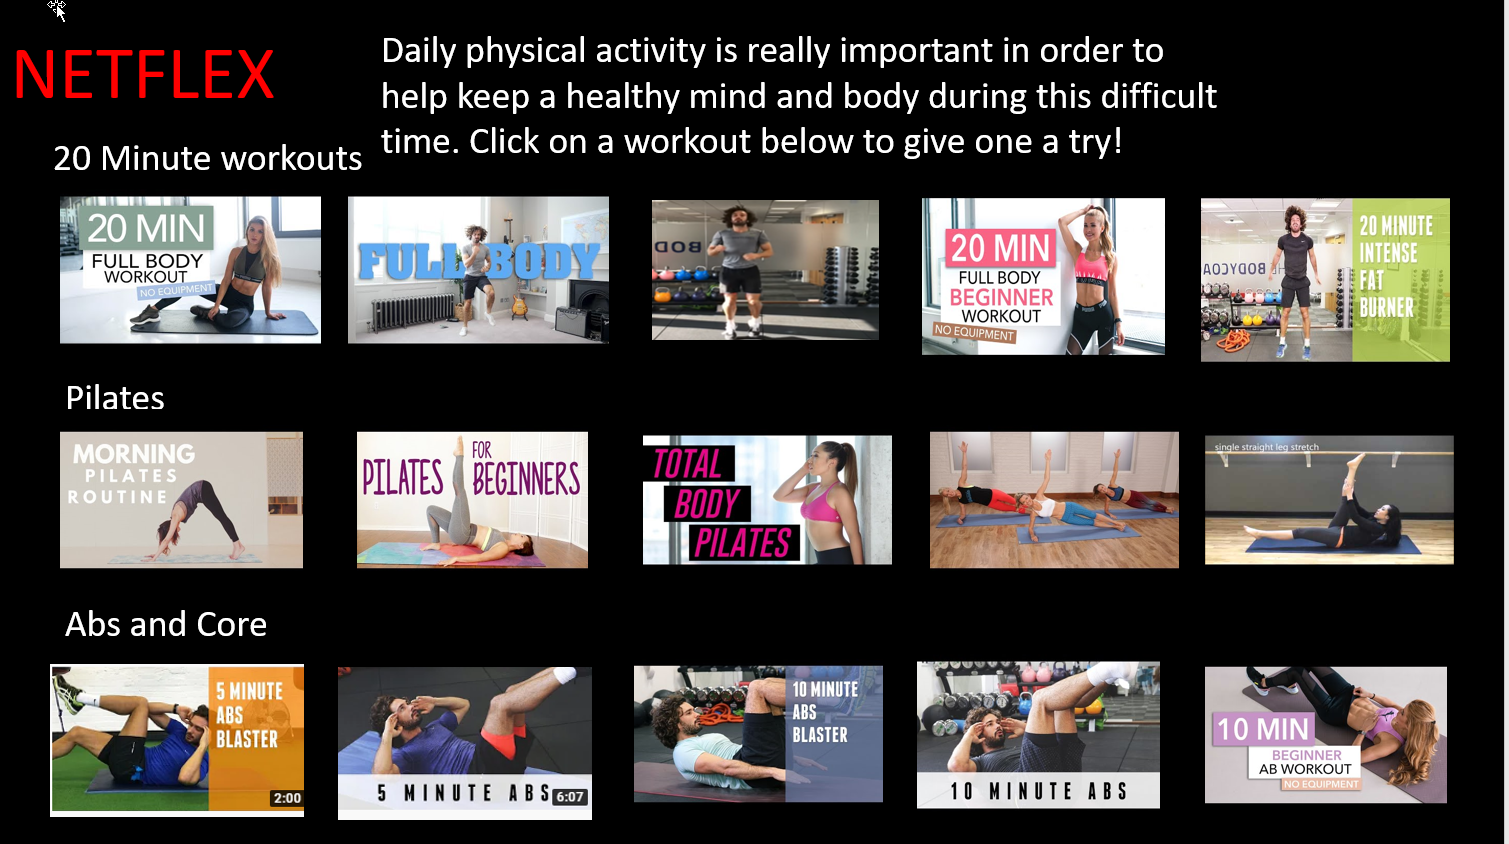 NETFLEX
Daily physical activity is really important in order to
help keep a healthy mind and body during this difficult
time. Click on a workout below to give one a try!
20 Minute workouts
20 MIN
FULL BODY
WORKOUT
NO EQUIPMENT
FULL BODY
BOD
20 MIN
FULL BODY
BEGINNER
WORKOUT
NO EQUIPMENT
BODYCOA
20 MINUTE
INTENSE
FAT
BURNER
Pilates
MORNING
PILATES
ROUTINE
PILATES FOR BEGINNERS
TOTAL
BODY
PILATES
single straight leg stretch
Abs and Core
5 MINUTE
ABS
BLASTER
2:00
5 MINUTE ABS
6:07
10 MINUTE
ABS
BLASTER
10 MINUTE ABS
10 MIN
BEGINNER
AB WORKOUT
NO EQUIPMENT